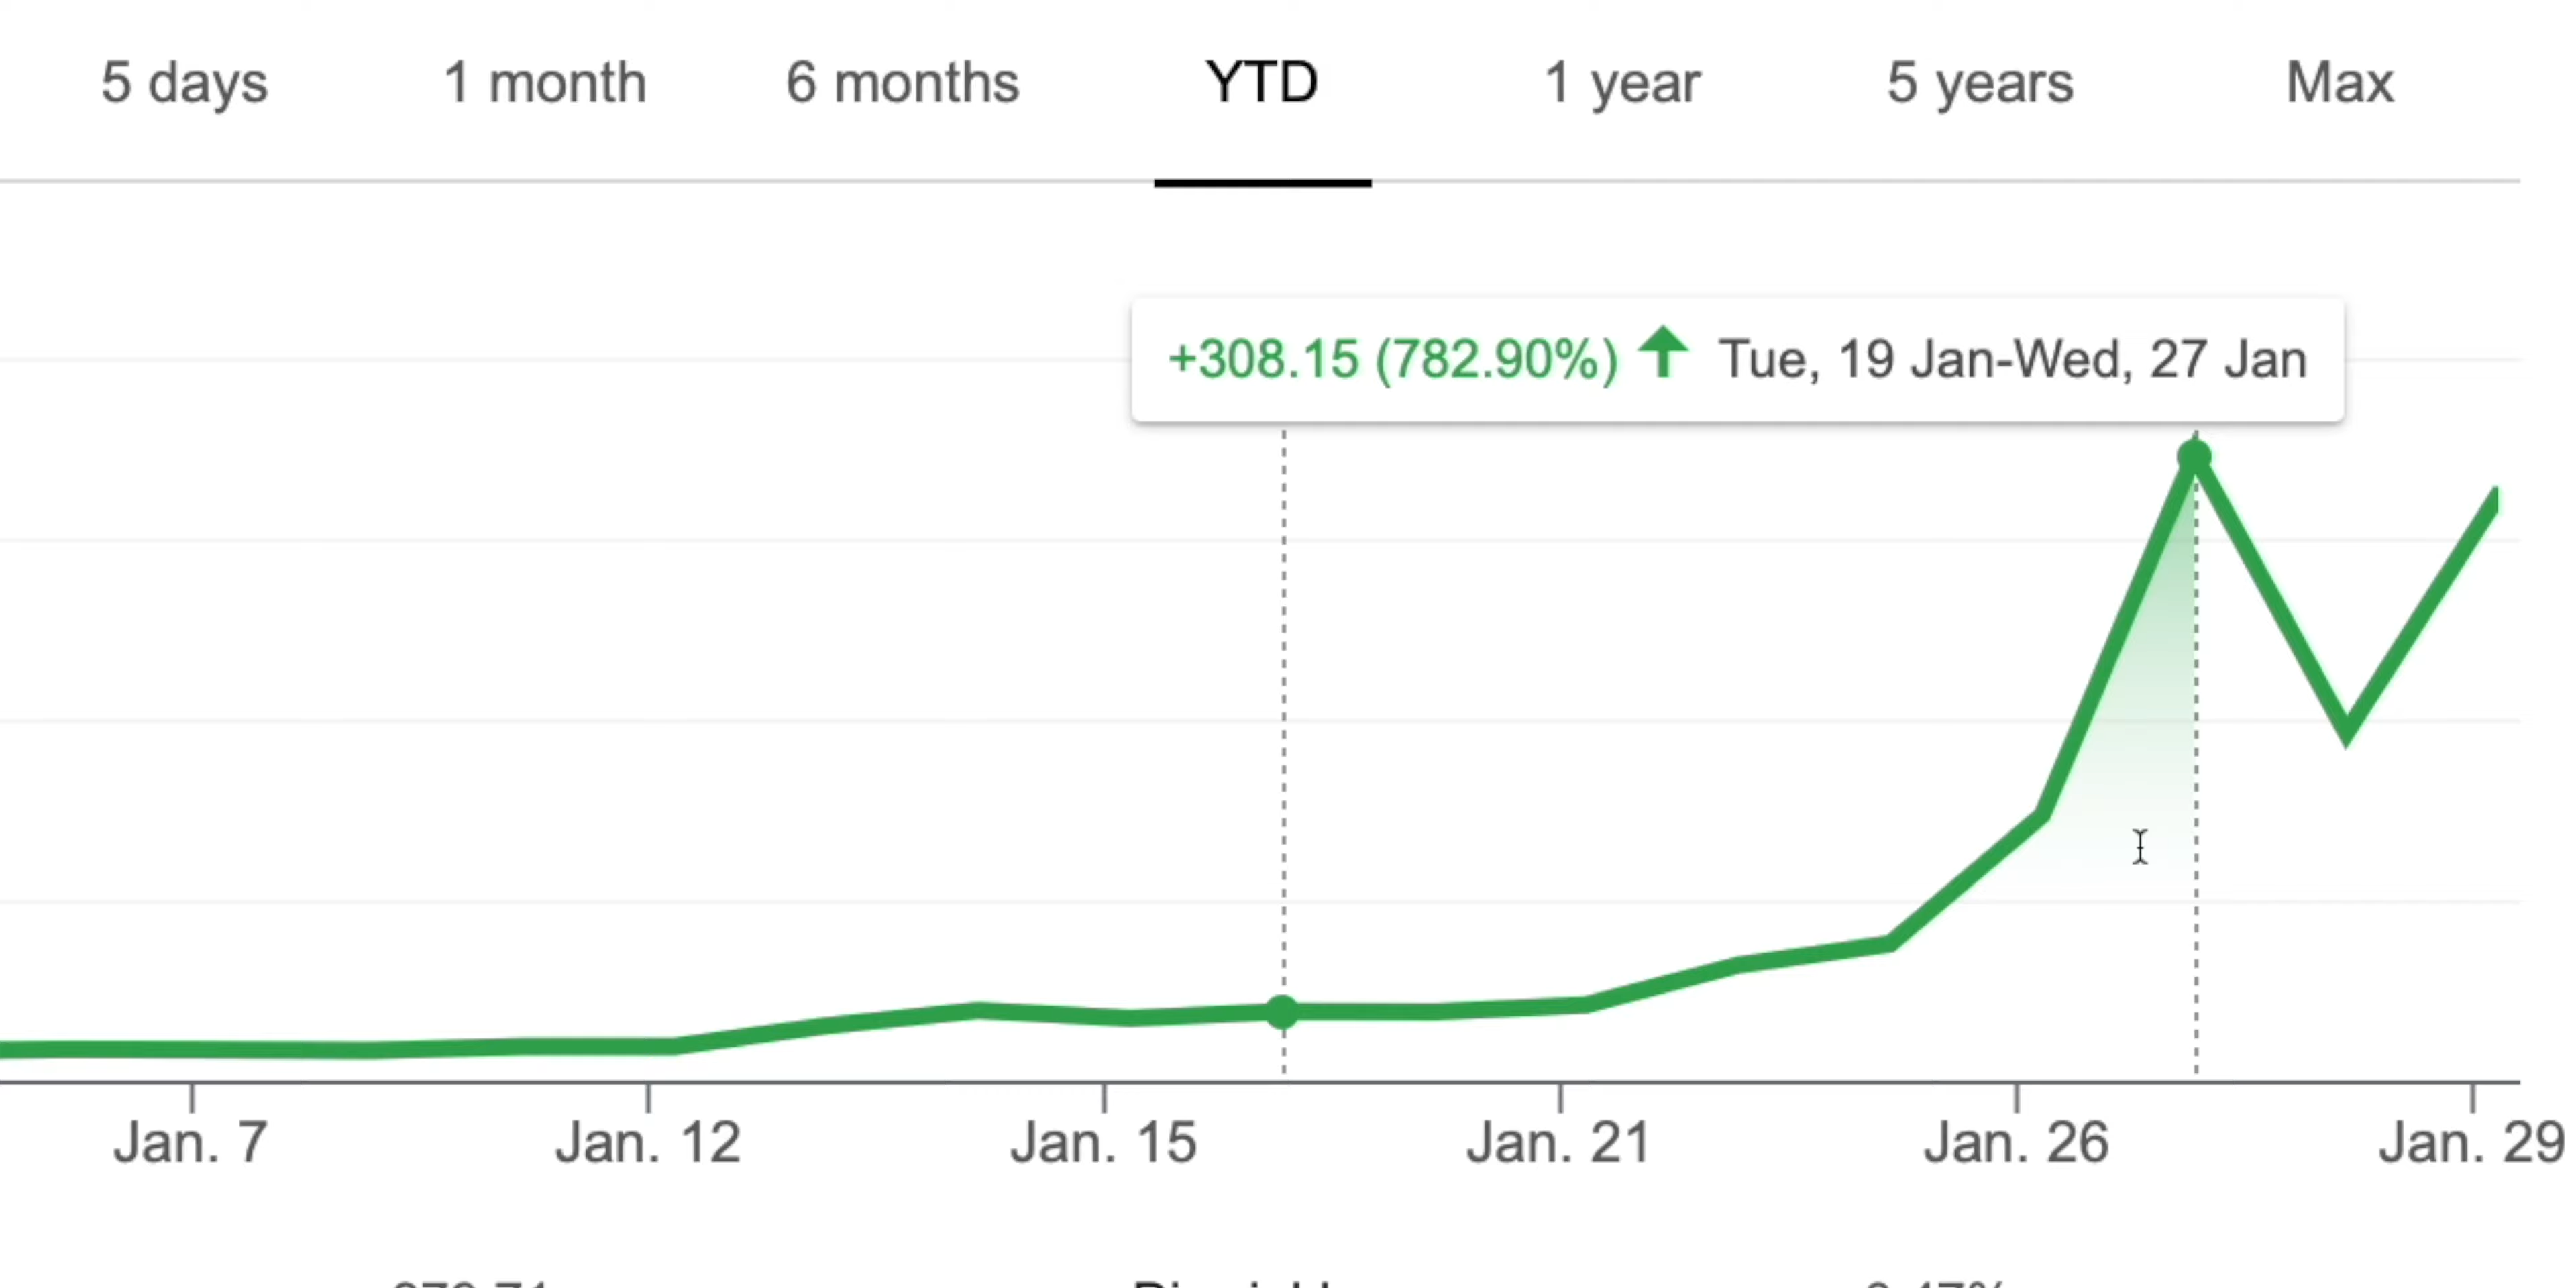 5 days 1 month 6 months YTD 1 year 5 years Max
+308.15 (782.90%) Tue, 19 Jan-Wed, 27 Jan
Jan. 7 Jan. 12 Jan. 15 Jan. 21 Jan. 26 Jan. 29